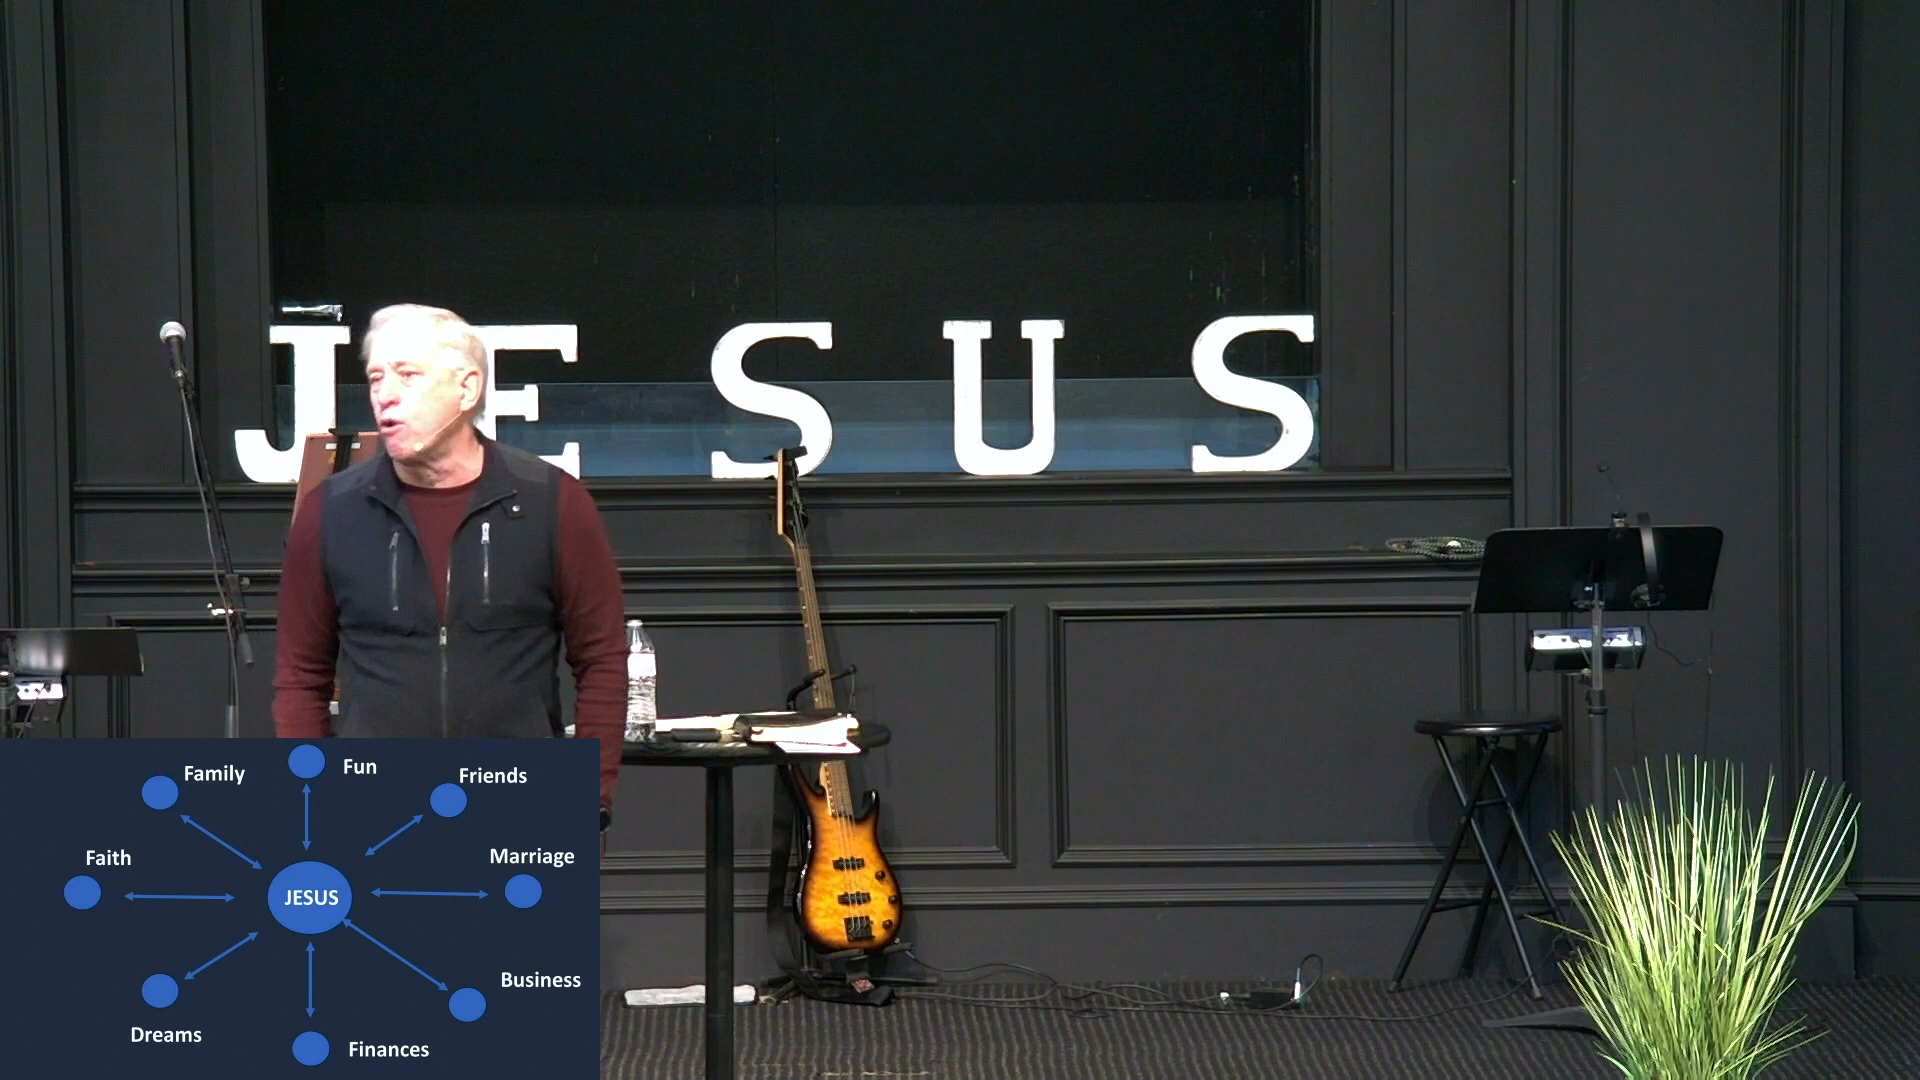 JESUS
Family
Fun
Friends
Faith
Marriage
JESUS
Business
Dreams
Finances